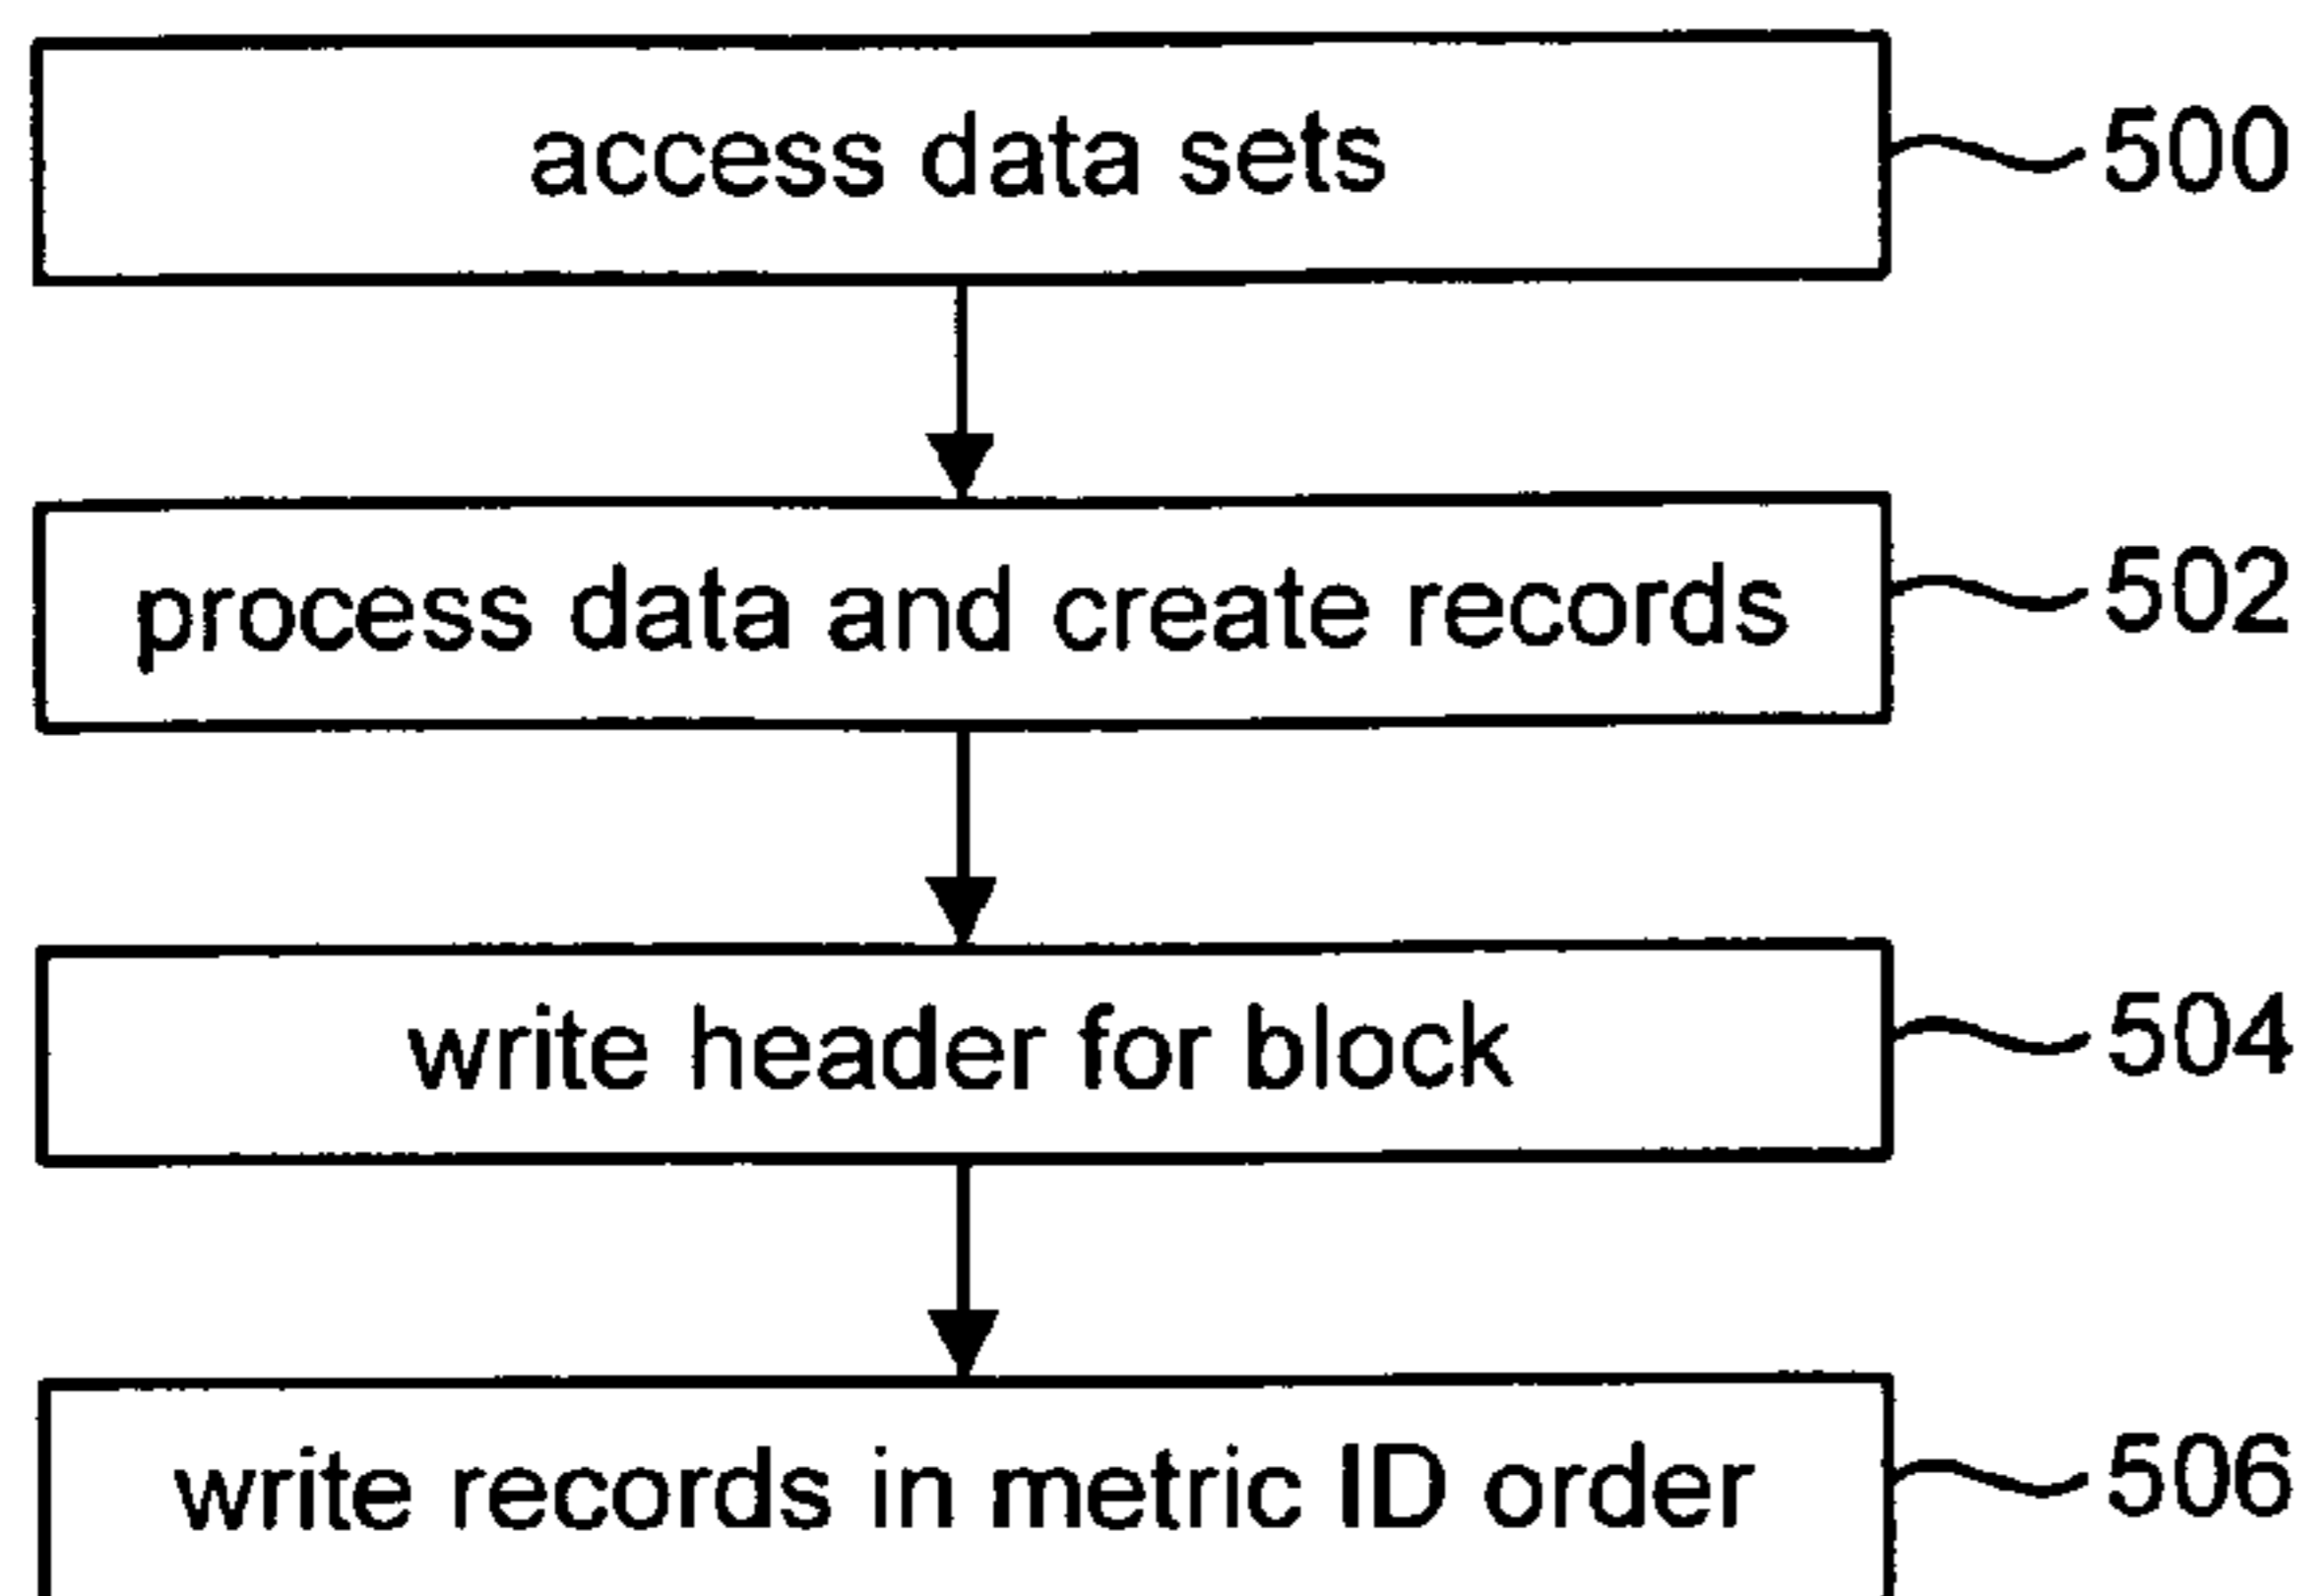 access data sets 500
process data and create records 502
write header for block 504
write records in metric ID order 506